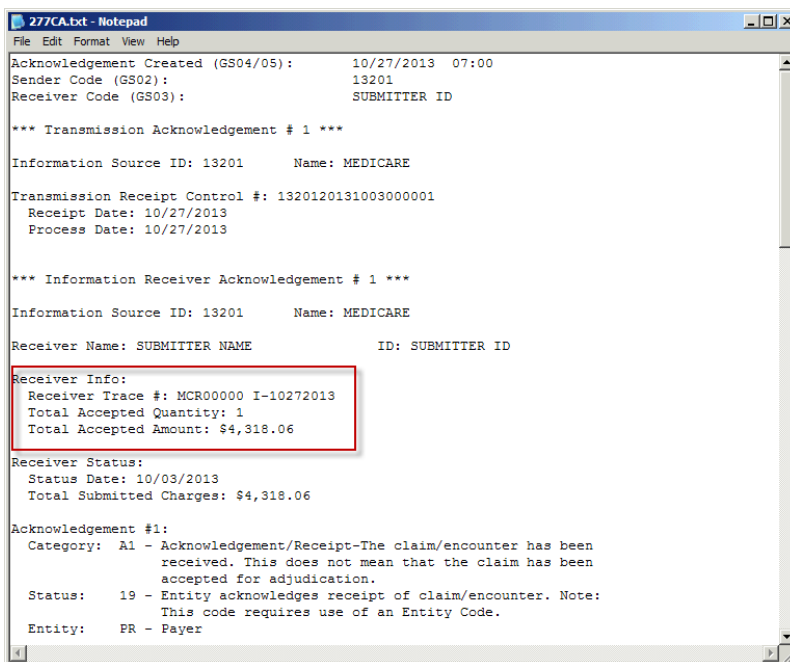 277CA.txt - Notepad
File Edit Format View Help
Acknowledgement Created (GS04/05): 10/27/2013 07:00
Sender Code (GS02): 13201
Receiver Code (GS03): SUBMITTER ID
*** Transmission Acknowledgement # 1 ***
Information Source ID: 13201 Name: MEDICARE
Transmission Receipt Control #: 1320120131003000001
Receipt Date: 10/27/2013
Process Date: 10/27/2013
*** Information Receiver Acknowledgement # 1 ***
Information Source ID: 13201 Name: MEDICARE
Receiver Name: SUBMITTER NAME ID: SUBMITTER ID
Receiver Info:
Receiver Trace #: MCR00000 I-10272013
Total Accepted Quantity: 1
Total Accepted Amount: $4,318.06
Receiver Status:
Status Date: 10/03/2013
Total Submitted Charges: $4,318.06
Acknowledgement #1:
Category: A1 - Acknowledgement/Receipt-The claim/encounter has been
received. This does not mean that the claim has been
accepted for adjudication.
Status: 19 - Entity acknowledges receipt of claim/encounter. Note:
This code requires use of an Entity Code.
Entity: PR - Payer